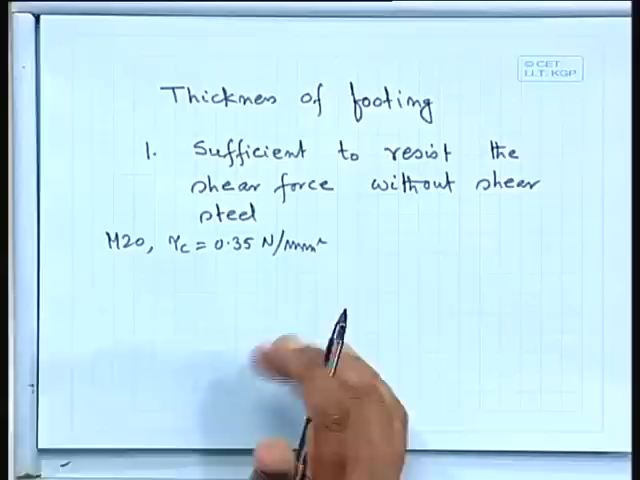 © CET
I.I.T. KGP
Thickness of footing
1. Sufficient to resist the
shear force without shear
steel
M20, τc = 0.35 N/mm²